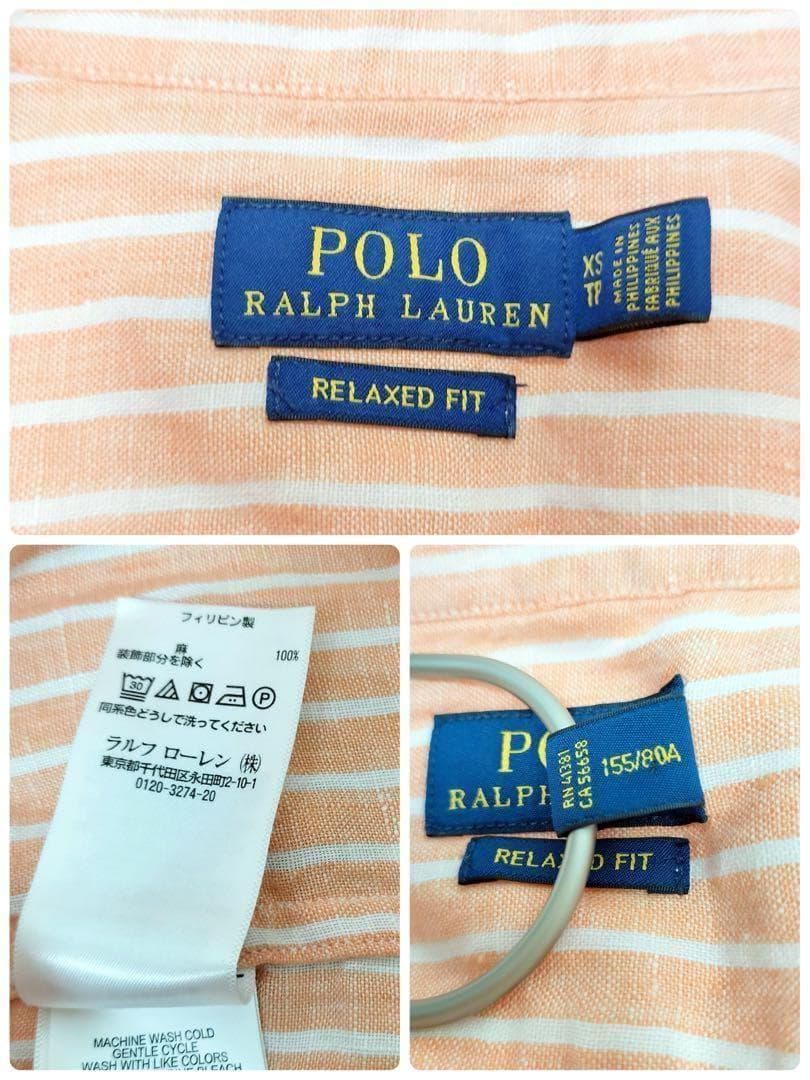 POLO
RALPH LAUREN
XS
TP
MADE IN
PHILIPPINES
FABRIQUÉ AUX
PHILIPPINES
RELAXED FIT
フィリピン製
麻 100%
装飾部分を除く
30 P
同系色どうしで洗ってください
ラルフ ローレン (株)
東京都千代田区永田町2-10-1
0120-3274-20
MACHINE WASH COLD
GENTLE CYCLE
WASH WITH LIKE COLORS
BLEACH
PO
RALPH
RN 41381
CA 56658
155/80A
RELAX D FIT